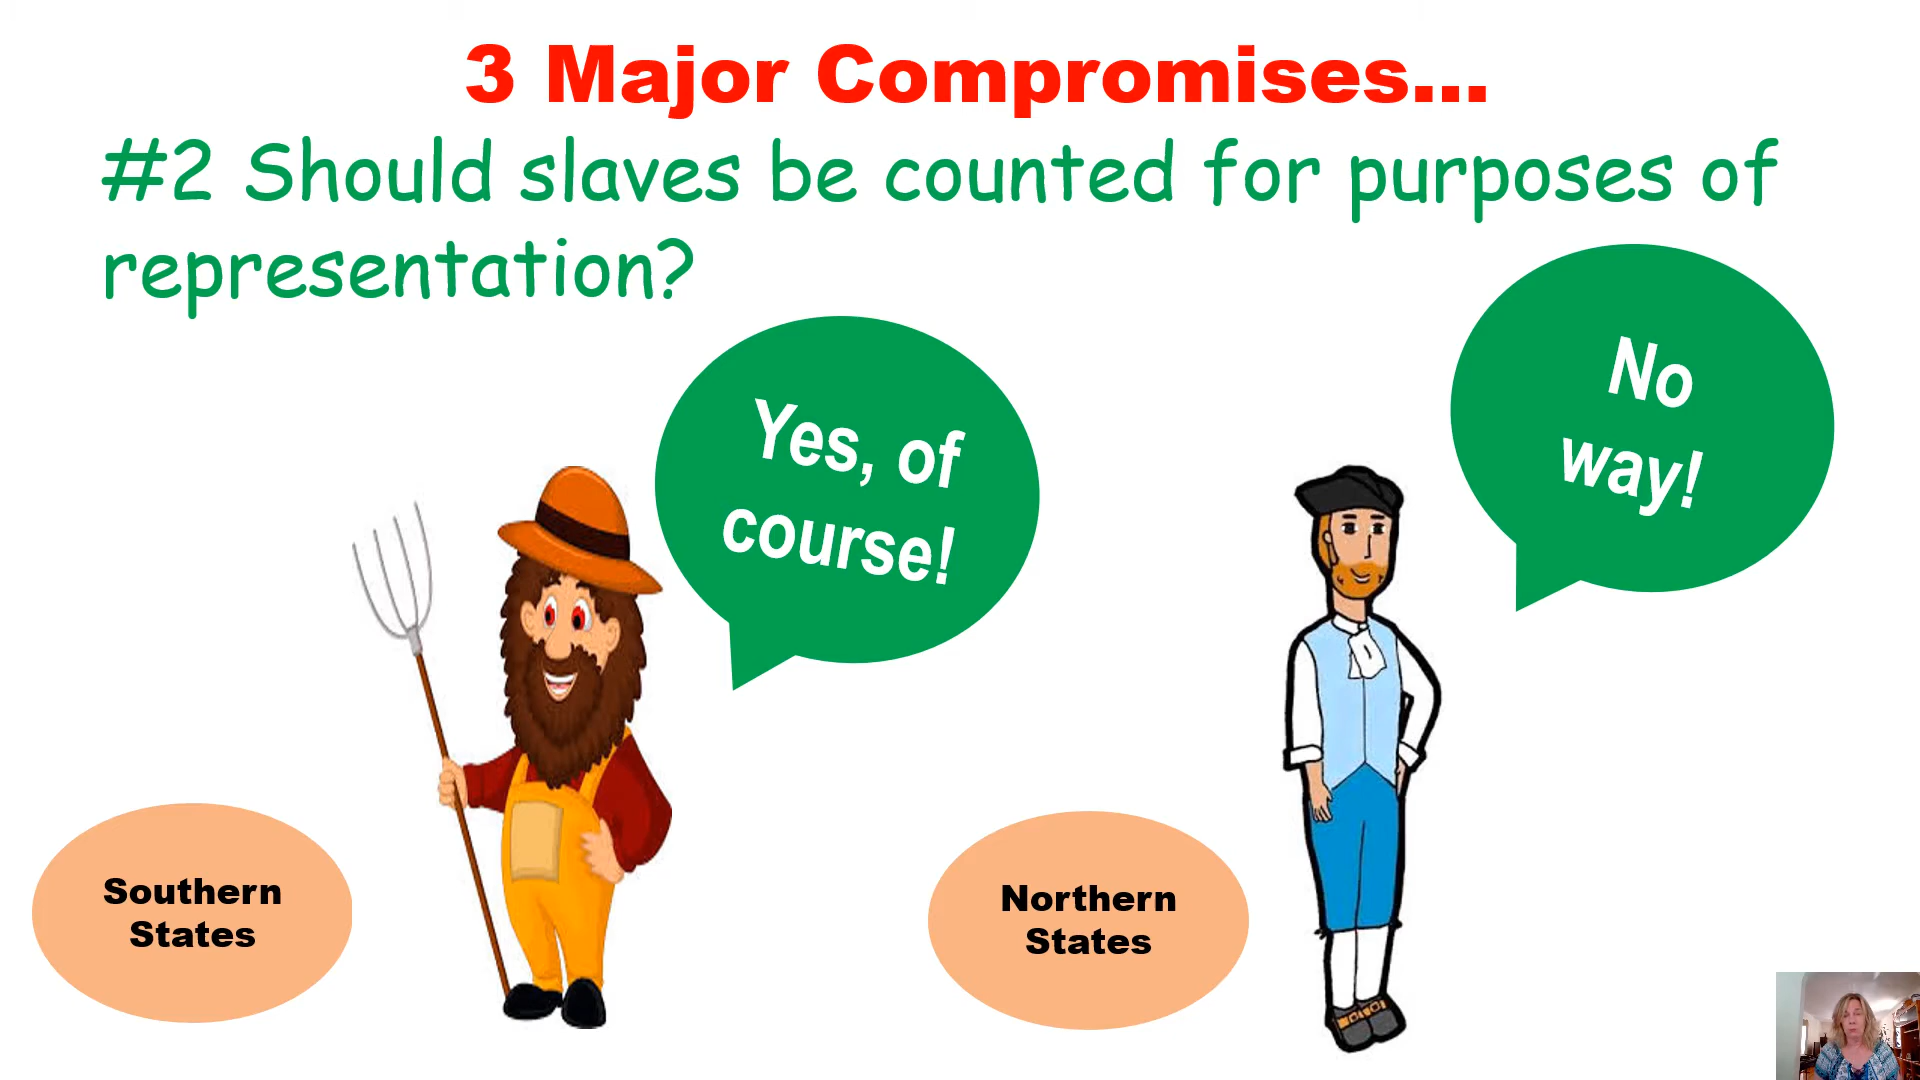 3 Major Compromises...
#2 Should slaves be counted for purposes of
representation?
Yes, of
course!
No
way!
Southern
States
Northern
States